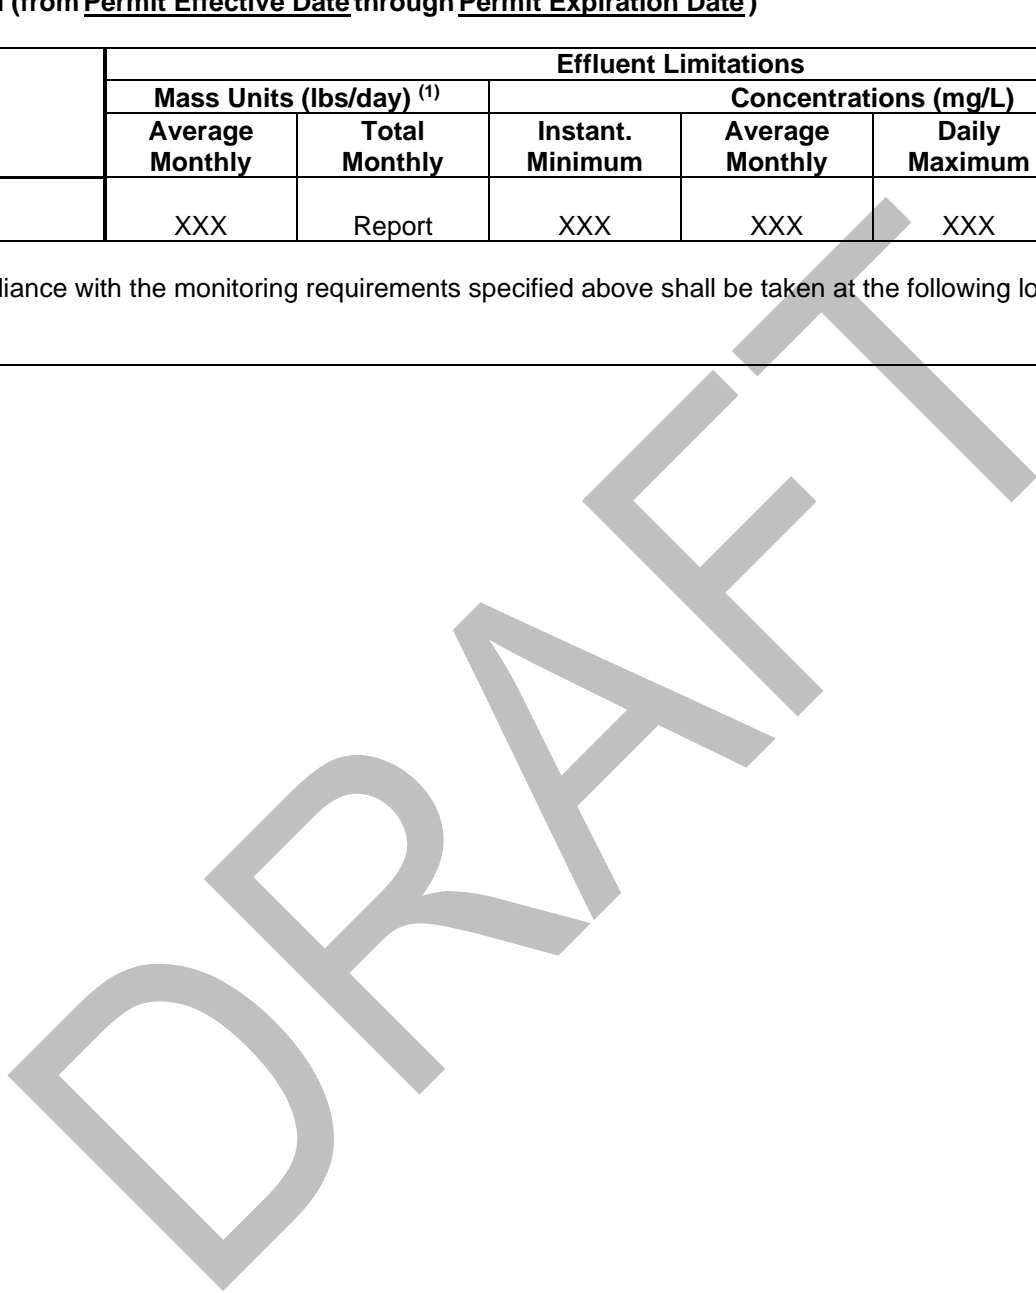 (from Permit Effective Date through Permit Expiration Date)
Effluent Limitations
Mass Units (lbs/day) (1) Concentrations (mg/L)
Average Monthly Total Monthly Instant. Minimum Average Monthly Daily Maximum
XXX Report XXX XXX XXX
with the monitoring requirements specified above shall be taken at the following
DRAFT